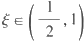 ξ ∈ ( 1/2 , 1 )